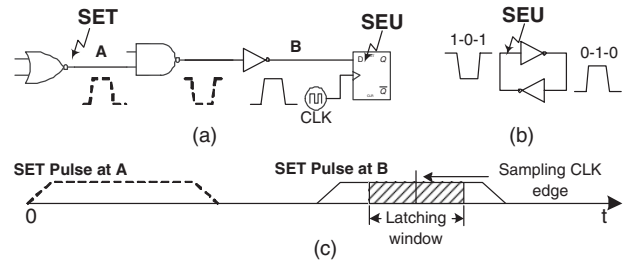 SET
A
B
SEU
D Q
Q
CLK
(a)
SEU
1-0-1
0-1-0
(b)
SET Pulse at A
SET Pulse at B
Sampling CLK
edge
0
t
Latching
window
(c)